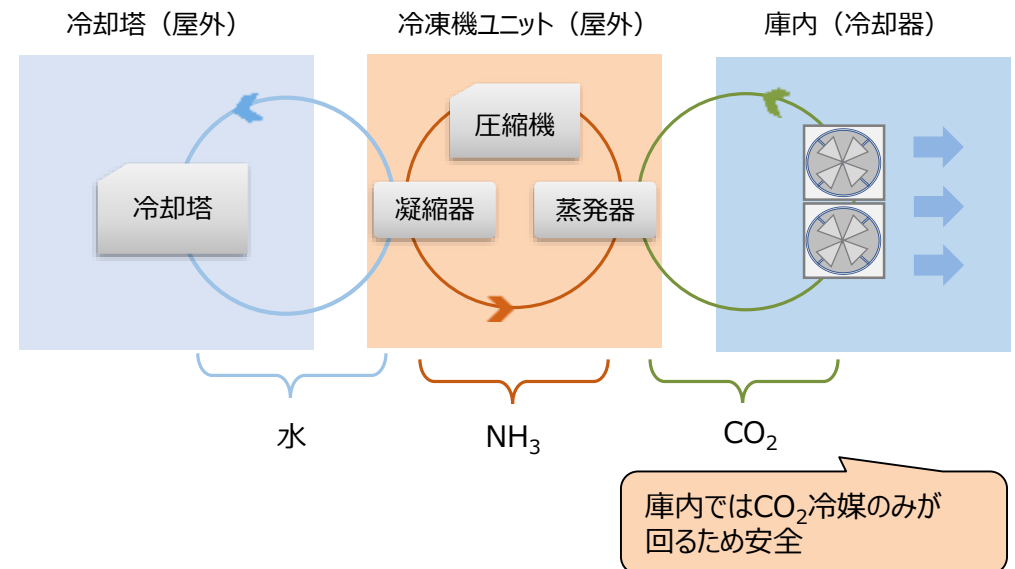 冷却塔（屋外）
冷凍機ユニット（屋外）
庫内（冷却器）
圧縮機
冷却塔
凝縮器
蒸発器
水
NH₃
CO₂
庫内ではCO₂冷媒のみが
回るため安全